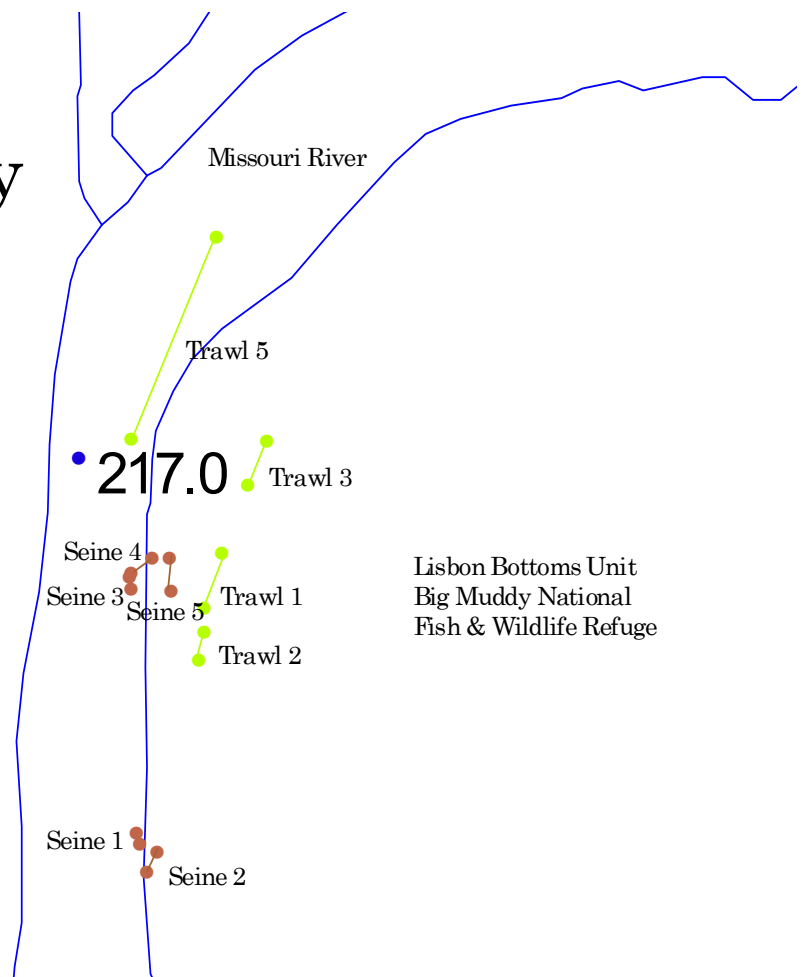 Missouri River
y
Trawl 5
217.0
Trawl 3
Seine 4
Lisbon Bottoms Unit
Big Muddy National
Fish & Wildlife Refuge
Seine 3
Trawl 1
Seine 5
Trawl 2
Seine 1
Seine 2